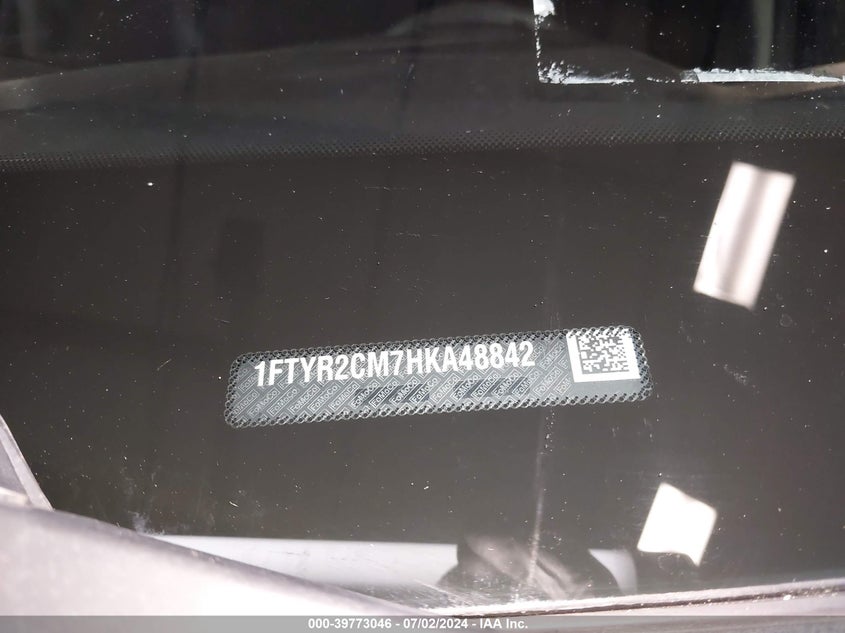 1FTYR2CM7HKA48842
000-39773046 - 07/02/2024 - IAA Inc.